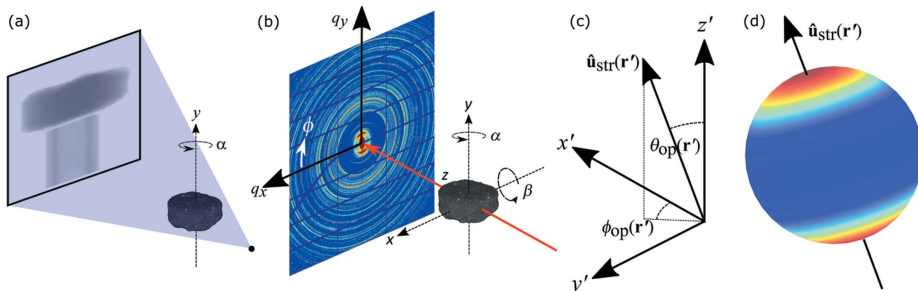 (a)
y
α
(b)
q_y
ϕ
q_x
z
y
α
β
x
(c)
z′
û_str(r′)
x′
θ_op(r′)
ϕ_op(r′)
y′
(d)
û_str(r′)